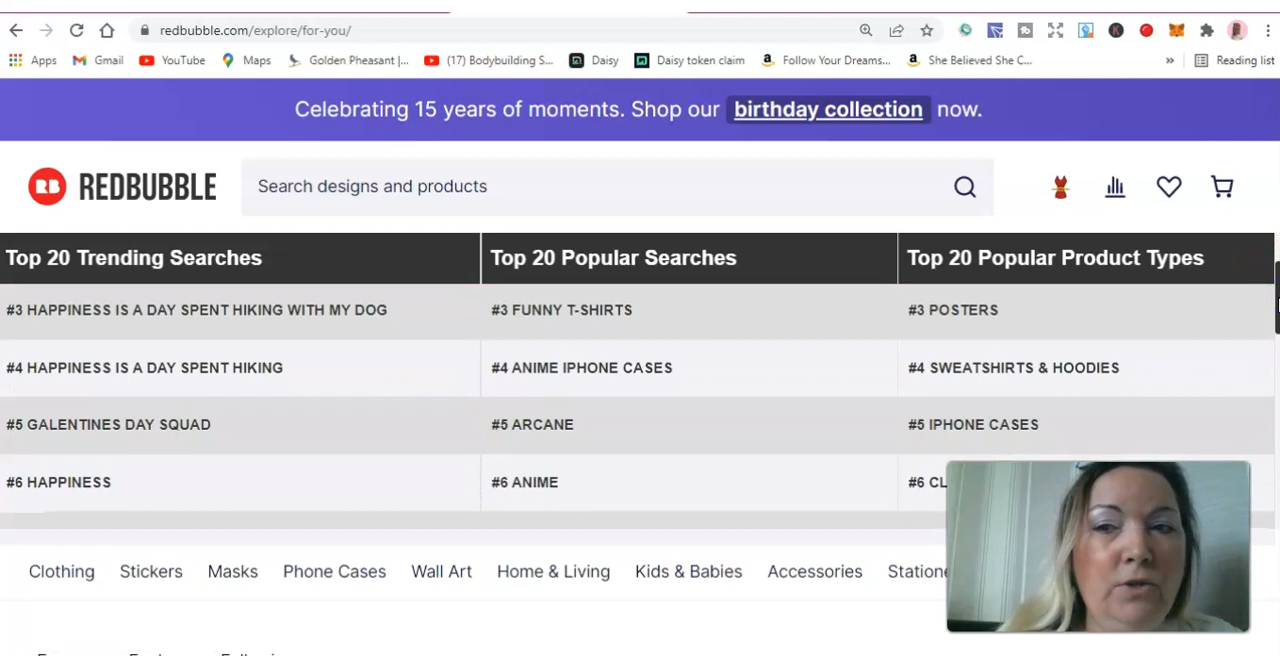 redbubble.com/explore/for-you/
Apps Gmail YouTube Maps Golden Pheasant |... (17) Bodybuilding S... Daisy Daisy token claim Follow Your Dreams... She Believed She C... » Reading list
Celebrating 15 years of moments. Shop our birthday collection now.
RB REDBUBBLE Search designs and products
Top 20 Trending Searches Top 20 Popular Searches Top 20 Popular Product Types
#3 HAPPINESS IS A DAY SPENT HIKING WITH MY DOG #3 FUNNY T-SHIRTS #3 POSTERS
#4 HAPPINESS IS A DAY SPENT HIKING #4 ANIME IPHONE CASES #4 SWEATSHIRTS & HOODIES
#5 GALENTINES DAY SQUAD #5 ARCANE #5 IPHONE CASES
#6 HAPPINESS #6 ANIME #6 CL
Clothing Stickers Masks Phone Cases Wall Art Home & Living Kids & Babies Accessories Statione